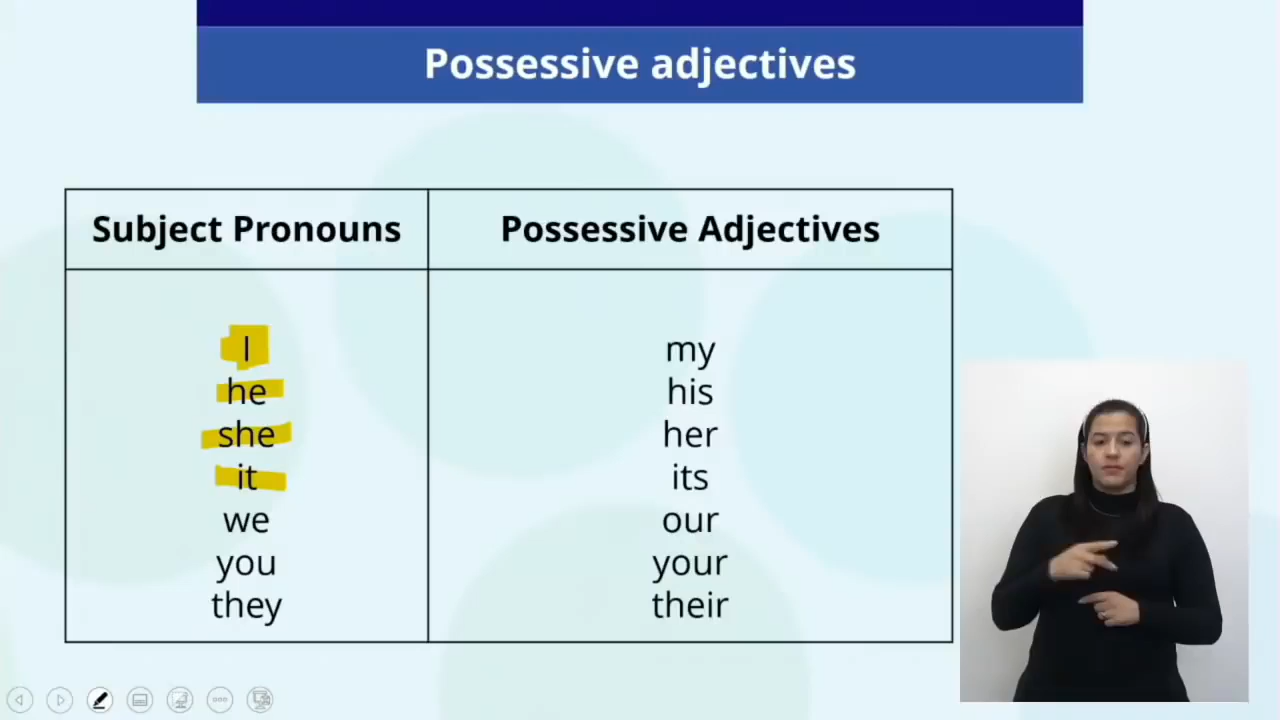 Possessive adjectives
Subject Pronouns
Possessive Adjectives
I
my
he
his
she
her
it
its
we
our
you
your
they
their